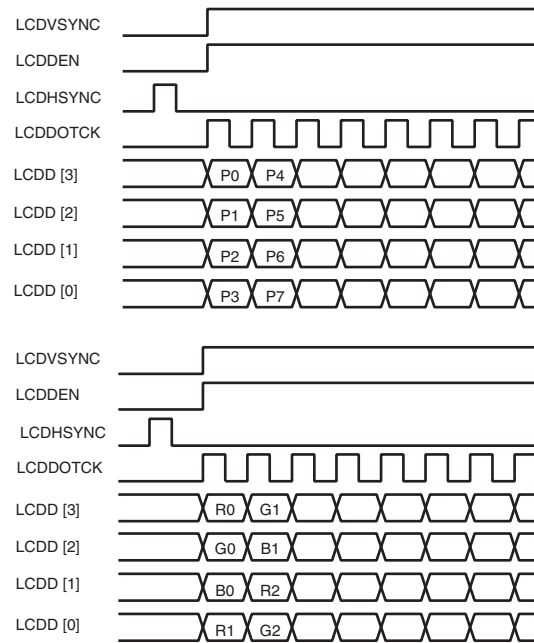 LCDVSYNC
LCDDEN
LCDHSYNC
LCDDOTCK
LCDD [3] P0 P4
LCDD [2] P1 P5
LCDD [1] P2 P6
LCDD [0] P3 P7
LCDVSYNC
LCDDEN
LCDHSYNC
LCDDOTCK
LCDD [3] R0 G1
LCDD [2] G0 B1
LCDD [1] B0 R2
LCDD [0] R1 G2